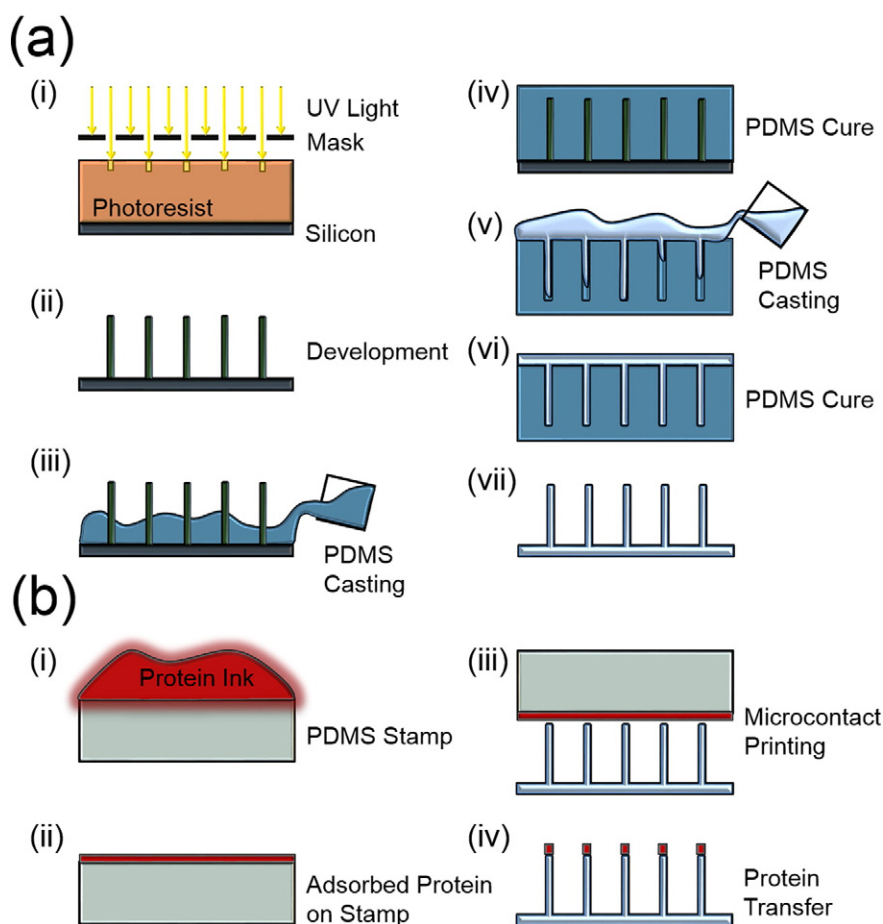 (a)
(i)
UV Light
Mask
Photoresist
Silicon
(ii)
Development
(iii)
PDMS
Casting
(iv)
PDMS Cure
(v)
PDMS
Casting
(vi)
PDMS Cure
(vii)
(b)
(i)
Protein Ink
PDMS Stamp
(ii)
Adsorbed Protein
on Stamp
(iii)
Microcontact
Printing
(iv)
Protein
Transfer